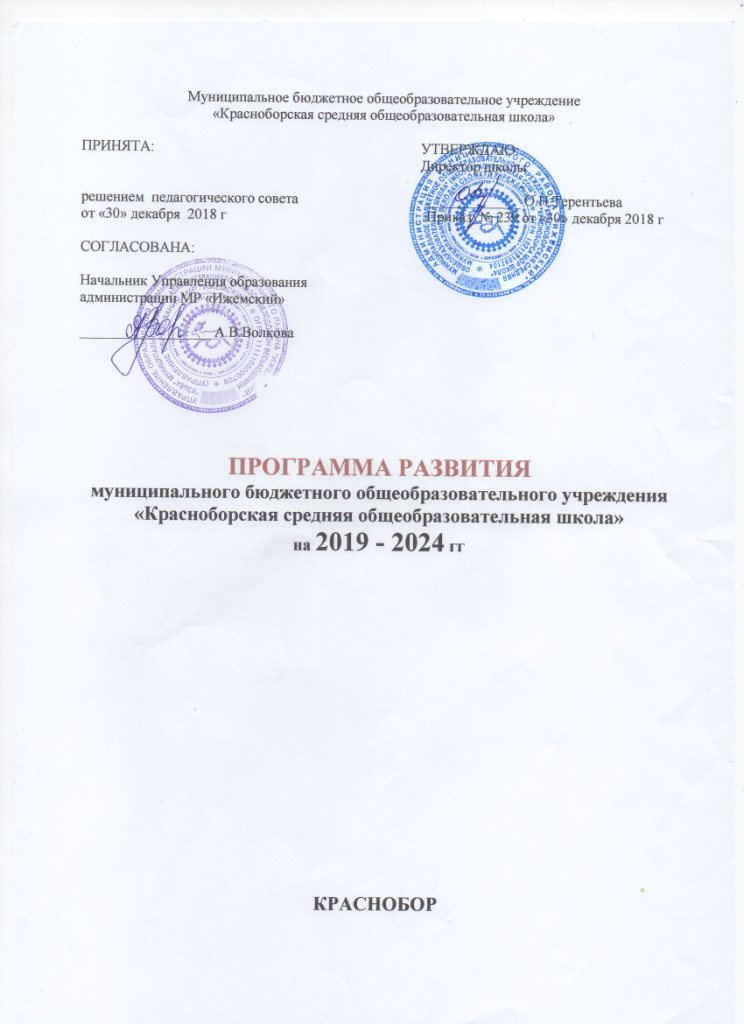 Муниципальное бюджетное общеобразовательное учреждение
«Красноборская средняя общеобразовательная школа»
ПРИНЯТА:
решением педагогического совета
от «30» декабря 2018 г
УТВЕРЖДАЮ:
Директор школы
О.П.Терентьева
Приказ № 239 от «30» декабря 2018 г
СОГЛАСОВАНА:
Начальник Управления образования
администрации МР «Ижемский»
А.В.Волкова
ПРОГРАММА РАЗВИТИЯ
муниципального бюджетного общеобразовательного учреждения
«Красноборская средняя общеобразовательная школа»
на 2019 - 2024 гг
КРАСНОБОР